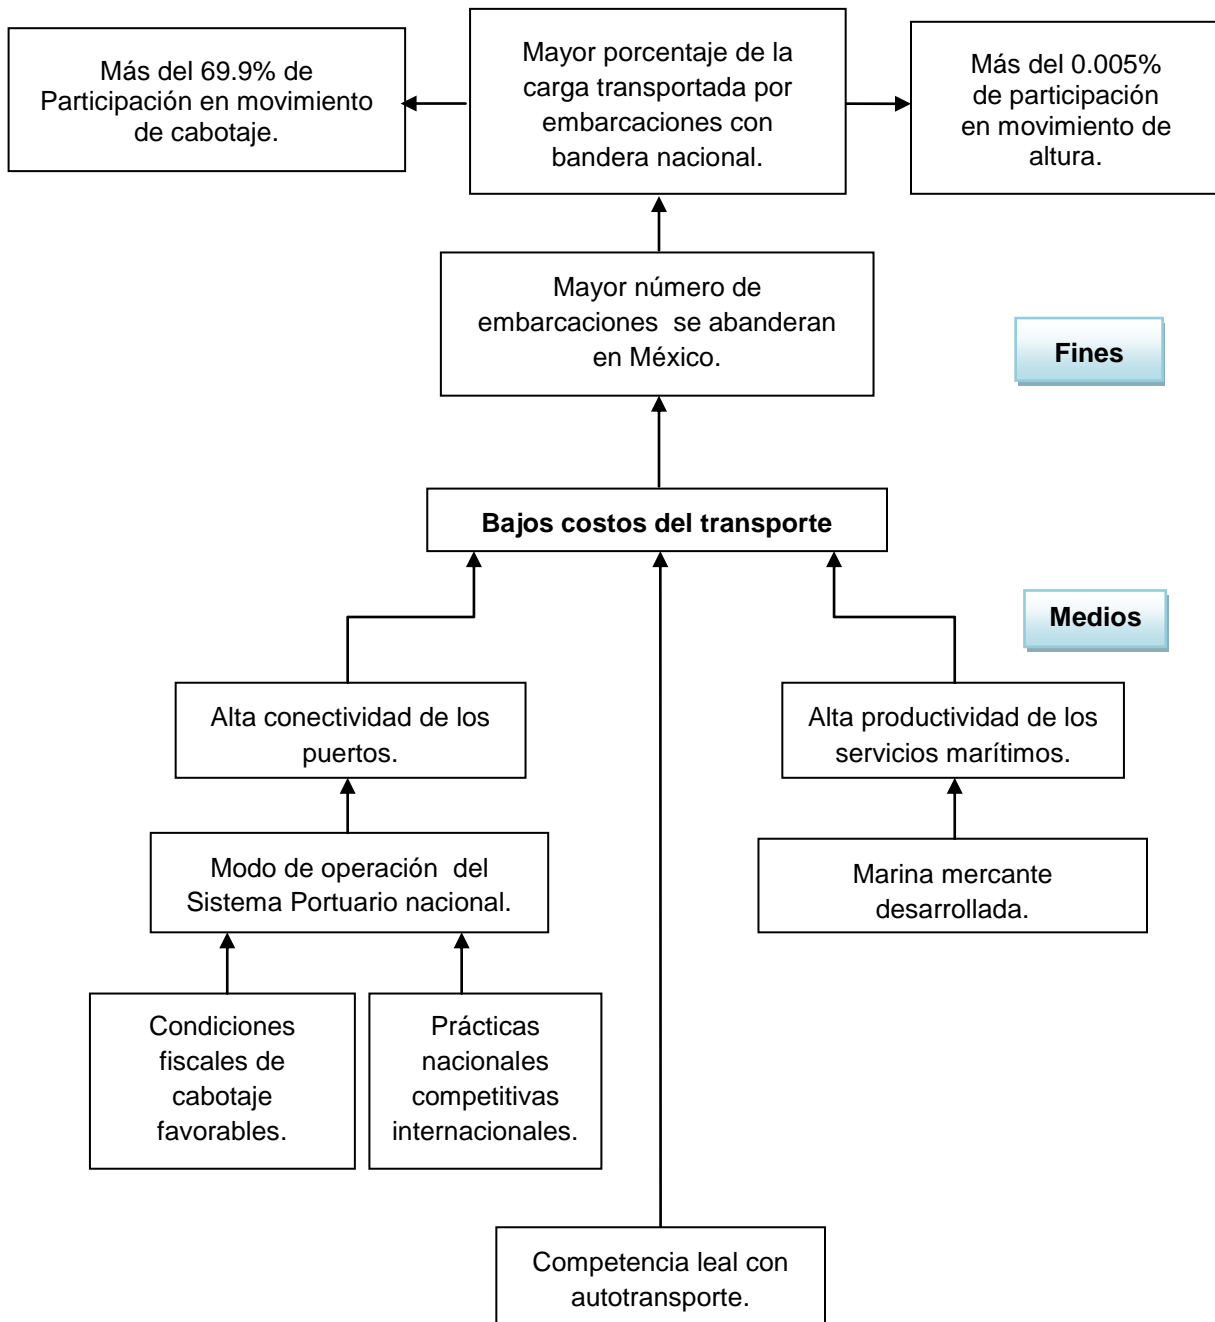 Más del 69.9% de
Participación en movimiento
de cabotaje.
Mayor porcentaje de la
carga transportada por
embarcaciones con
bandera nacional.
Más del 0.005%
de participación
en movimiento de
altura.
Mayor número de
embarcaciones se abanderan
en México.
Fines
Bajos costos del transporte
Medios
Alta conectividad de los
puertos.
Alta productividad de los
servicios marítimos.
Modo de operación del
Sistema Portuario nacional.
Marina mercante
desarrollada.
Condiciones
fiscales de
cabotaje
favorables.
Prácticas
nacionales
competitivas
internacionales.
Competencia leal con
autotransporte.